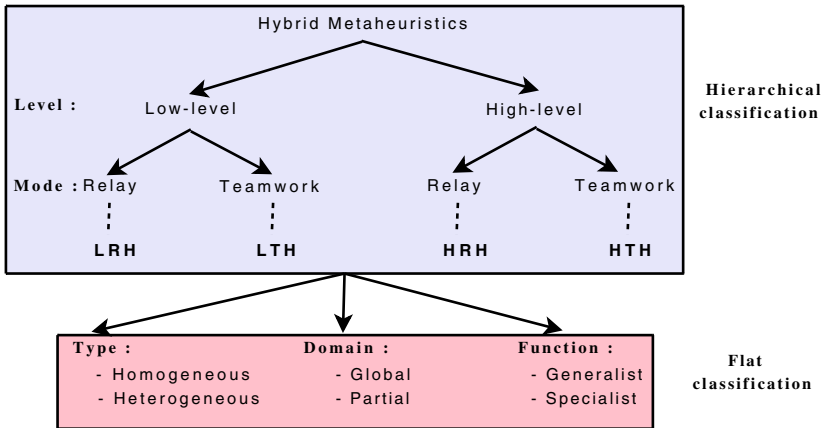 Hybrid Metaheuristics
Hierarchical
classification
Level :
Low-level
High-level
Mode :
Relay
Teamwork
Relay
Teamwork
LRH
LTH
HRH
HTH
Type :
Domain :
Function :
- Homogeneous
- Global
- Generalist
- Heterogeneous
- Partial
- Specialist
Flat
classification